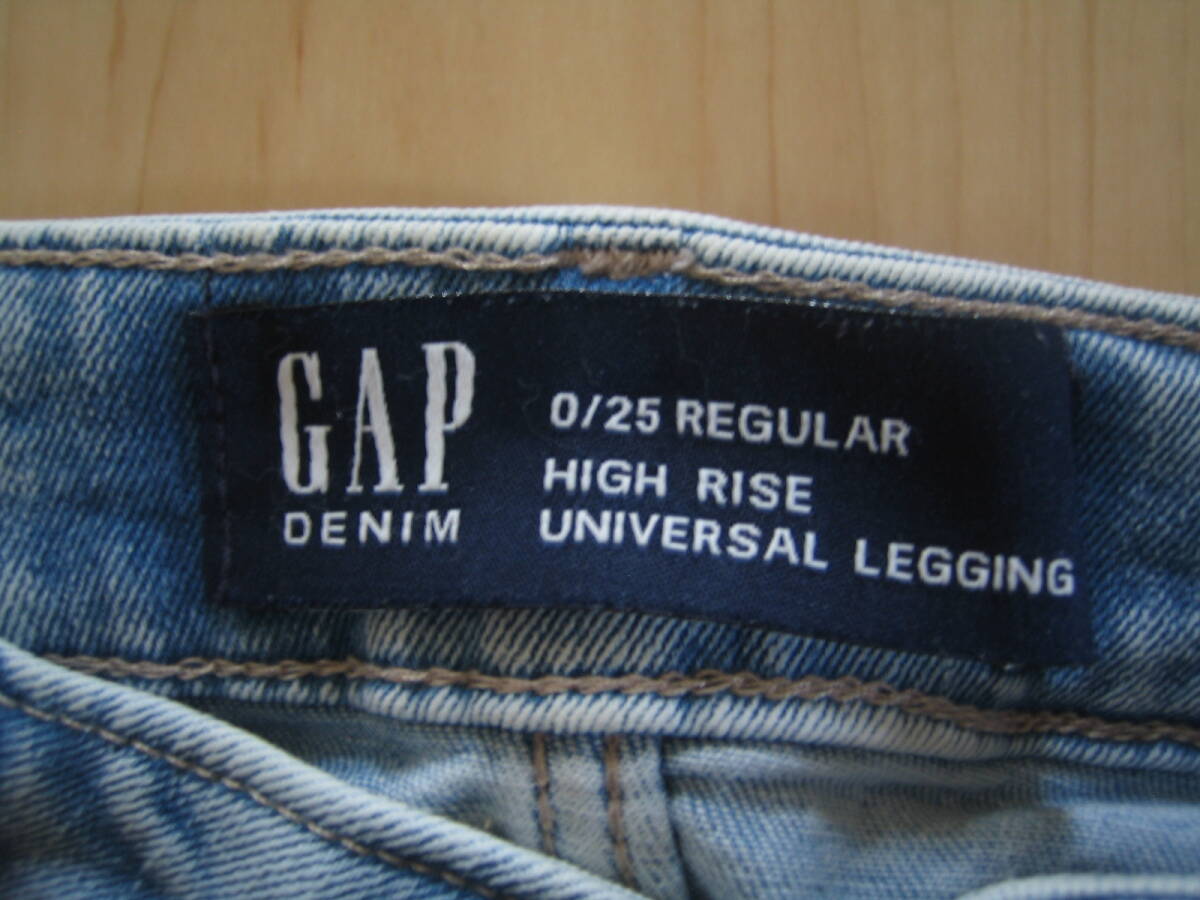 GAP
DENIM
0/25 REGULAR
HIGH RISE
UNIVERSAL LEGGING